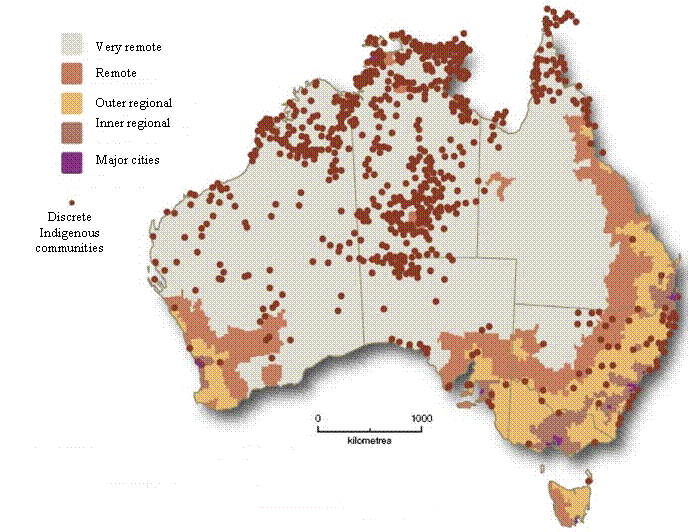 Very remote
Remote
Outer regional
Inner regional
Major cities
Discrete
Indigenous
communities
0 1000
kilometres